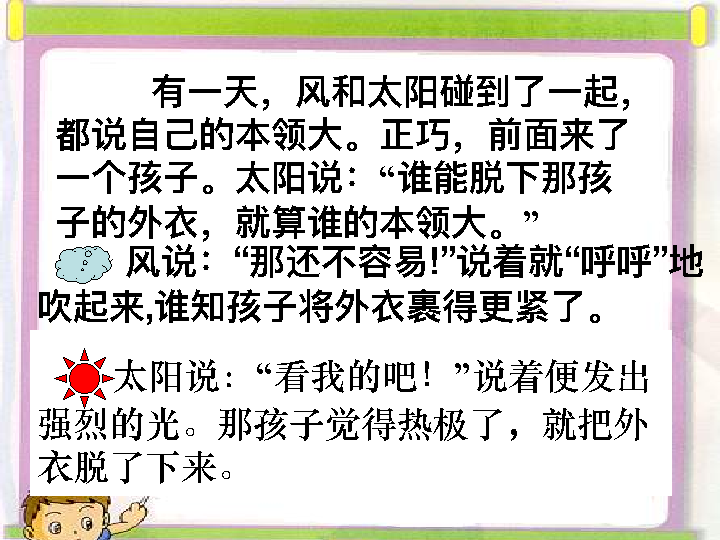 有一天，风和太阳碰到了一起，
都说自己的本领大。正巧，前面来了
一个孩子。太阳说：“谁能脱下那孩
子的外衣，就算谁的本领大。”
风说：“那还不容易!”说着就“呼呼”地
吹起来,谁知孩子将外衣裹得更紧了。
太阳说：“看我的吧！”说着便发出
强烈的光。那孩子觉得热极了，就把外
衣脱了下来。